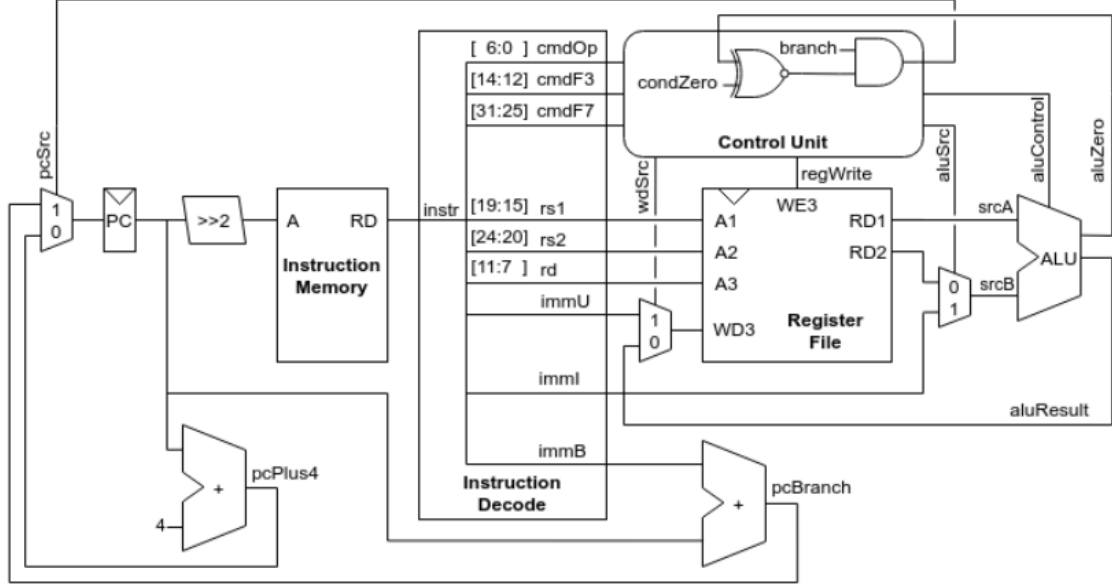 [ 6:0 ] cmdOp
branch
[14:12] cmdF3
condZero
[31:25] cmdF7
Control Unit
pcSrc
wdSrc
regWrite
aluSrc
aluControl
aluZero
1
0
PC
>>2
A
RD
Instruction
Memory
instr
[19:15] rs1
[24:20] rs2
[11:7 ] rd
immU
1
0
A1
A2
A3
WD3
WE3
RD1
RD2
Register
File
srcA
0
1
srcB
ALU
immI
aluResult
immB
pcPlus4
+
4
Instruction
Decode
pcBranch
+